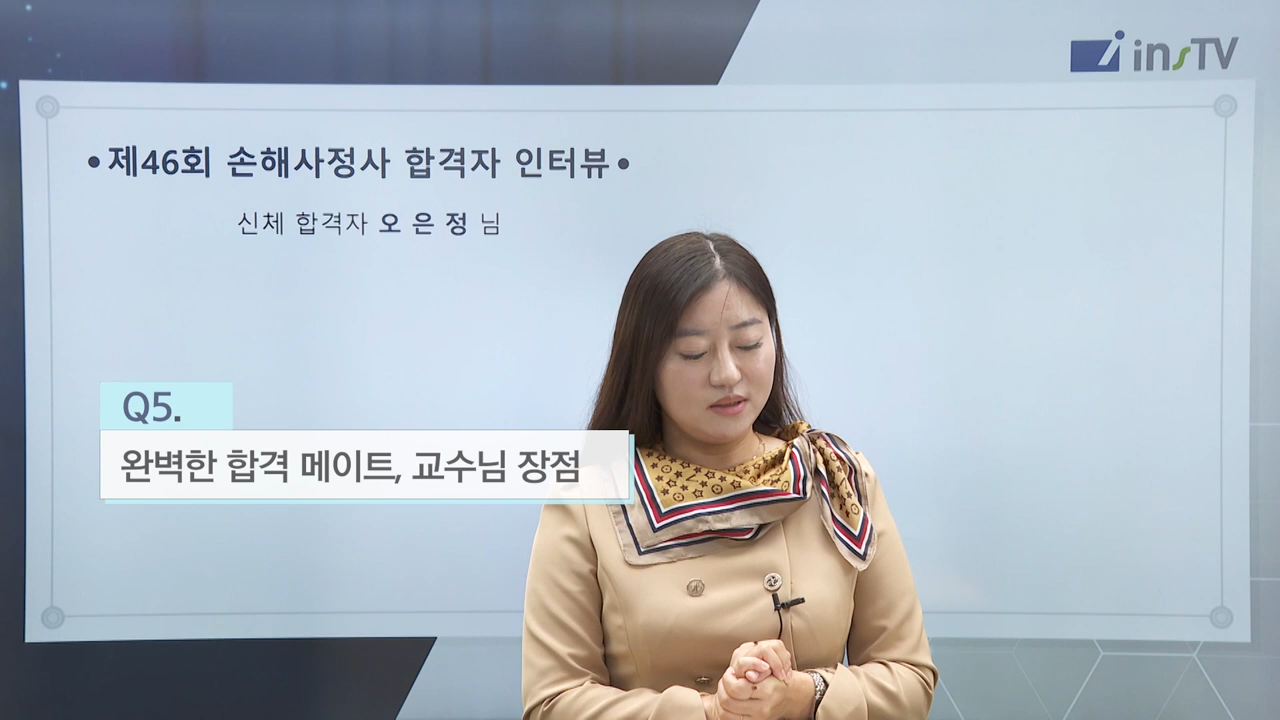 insTV
•제46회 손해사정사 합격자 인터뷰•
신체 합격자 오은정 님
Q5.
완벽한 합격 메이트, 교수님 장점